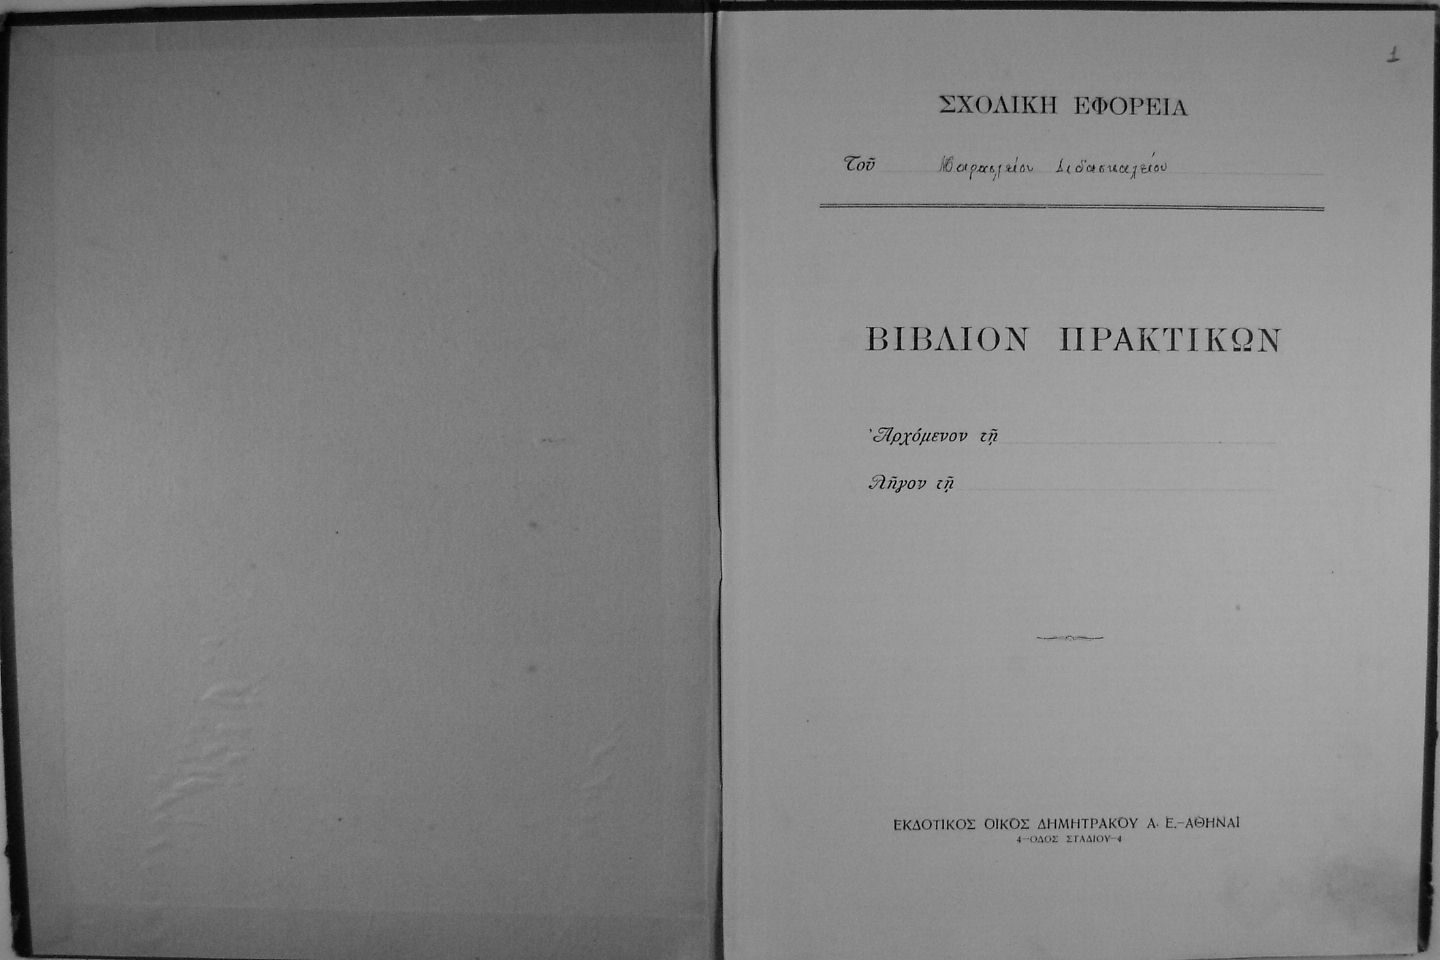 1
ΣΧΟΛΙΚΗ ΕΦΟΡΕΙΑ
Τοῦ Μαρασλείου Διδασκαλείου
ΒΙΒΛΙΟΝ ΠΡΑΚΤΙΚΩΝ
Ἀρχόμενον τῇ
Λῆγον τῇ
ΕΚΔΟΤΙΚΟΣ ΟΙΚΟΣ ΔΗΜΗΤΡΑΚΟΥ Α. Ε.–ΑΘΗΝΑΙ
4–ΟΔΟΣ ΣΤΑΔΙΟΥ–4